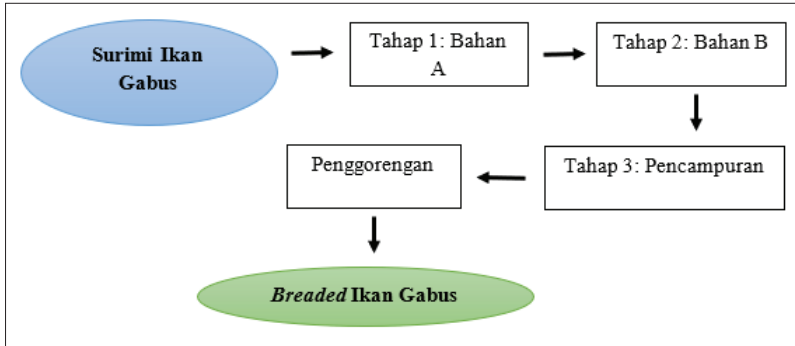 Surimi Ikan
Gabus
Tahap 1: Bahan
A
Tahap 2: Bahan B
Tahap 3: Pencampuran
Penggorengan
Breaded Ikan Gabus